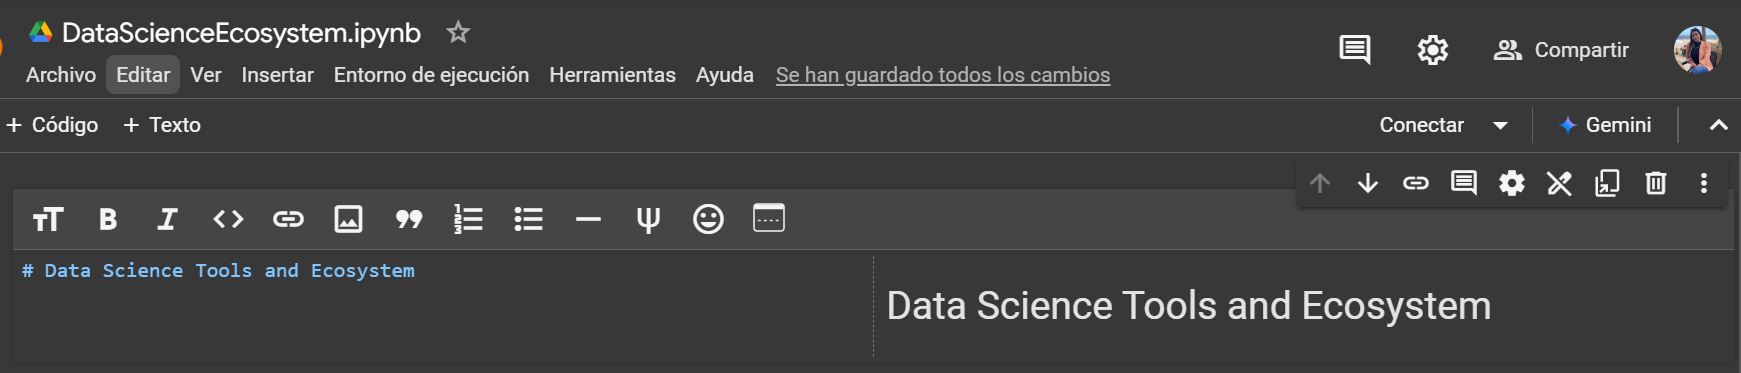 DataScienceEcosystem.ipynb
Archivo Editar Ver Insertar Entorno de ejecución Herramientas Ayuda Se han guardado todos los cambios
Compartir
+ Código + Texto
Conectar Gemini
# Data Science Tools and Ecosystem
Data Science Tools and Ecosystem